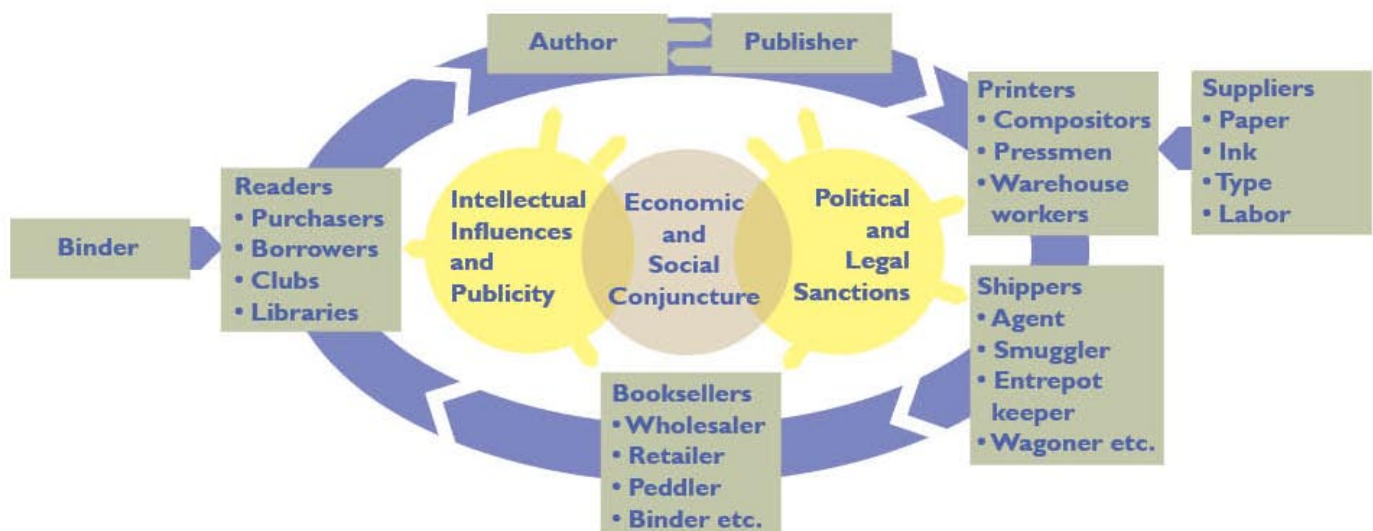 Author
Publisher
Printers
• Compositors
• Pressmen
• Warehouse
workers
Suppliers
• Paper
• Ink
• Type
• Labor
Readers
• Purchasers
• Borrowers
• Clubs
• Libraries
Binder
Intellectual
Influences
and
Publicity
Economic
and
Social
Conjuncture
Political
and
Legal
Sanctions
Shippers
• Agent
• Smuggler
• Entrepot
keeper
• Wagoner etc.
Booksellers
• Wholesaler
• Retailer
• Peddler
• Binder etc.